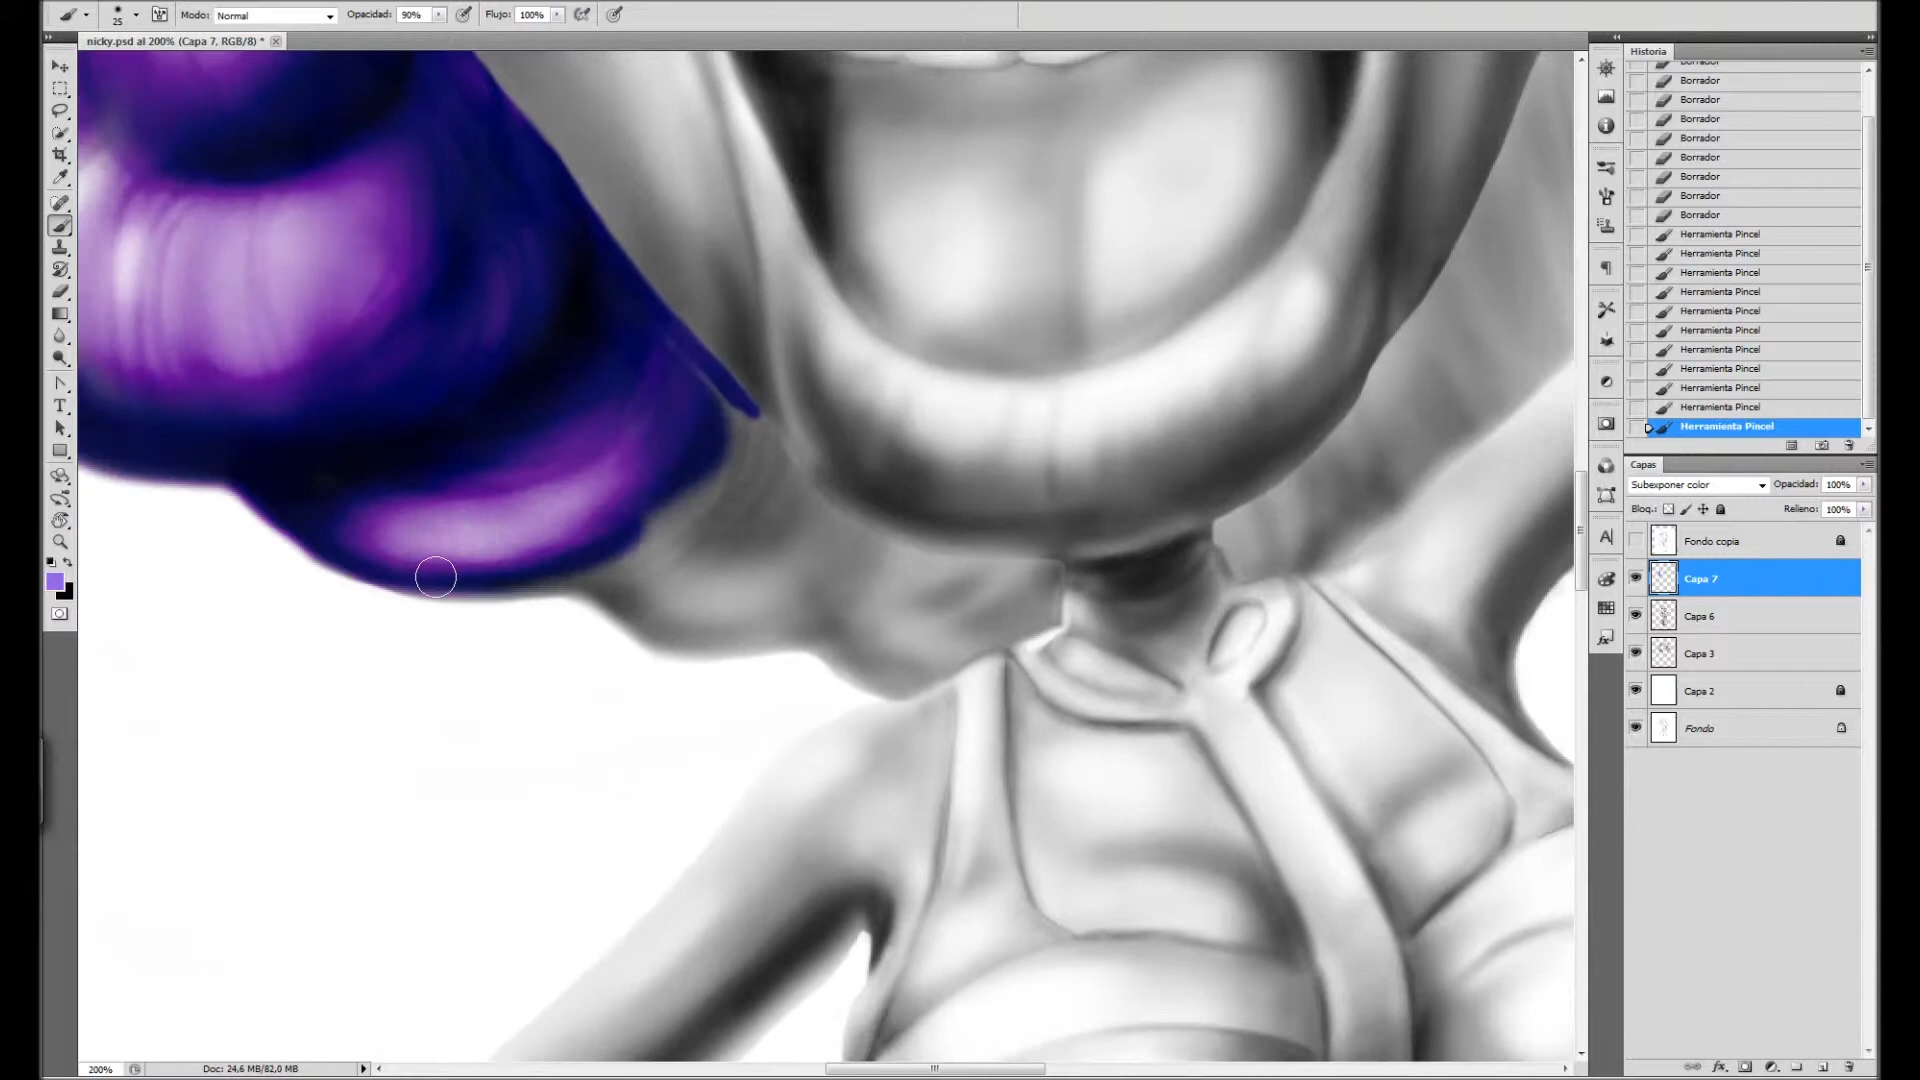 25
Modo: Normal
Opacidad: 90%
Flujo: 100%
nicky.psd al 200% (Capa 7, RGB/8) *
Historia
Borrador
Borrador
Borrador
Borrador
Borrador
Borrador
Borrador
Borrador
Borrador
Herramienta Pincel
Herramienta Pincel
Herramienta Pincel
Herramienta Pincel
Herramienta Pincel
Herramienta Pincel
Herramienta Pincel
Herramienta Pincel
Herramienta Pincel
Herramienta Pincel
Herramienta Pincel
Capas
Subexponer color
Opacidad: 100%
Bloq.:
Relleno: 100%
Fondo copia
Capa 7
Capa 6
Capa 3
Capa 2
Fondo
200%
Doc: 24,6 MB/82,0 MB